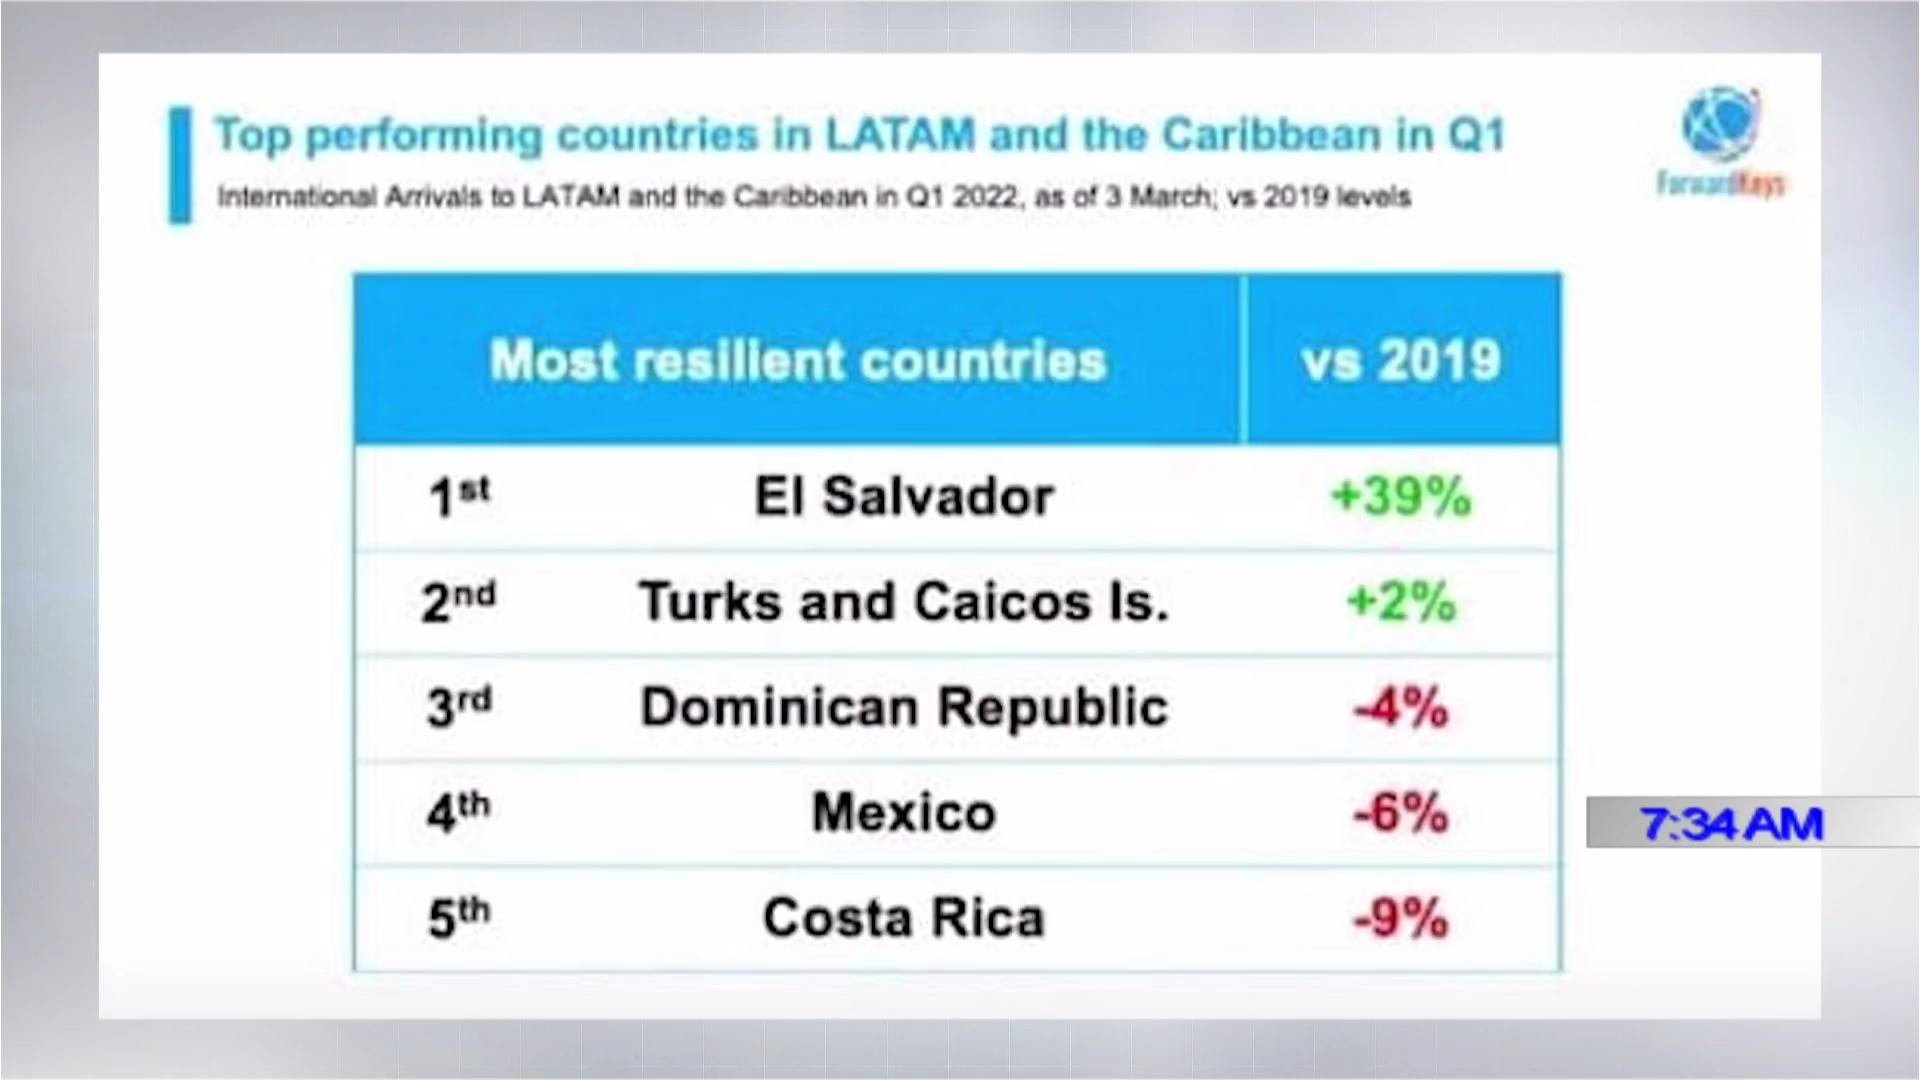 Top performing countries in LATAM and the Caribbean in Q1
International Arrivals to LATAM and the Caribbean in Q1 2022, as of 3 March; vs 2019 levels
ForwardKeys
Most resilient countries vs 2019
1st El Salvador +39%
2nd Turks and Caicos Is. +2%
3rd Dominican Republic -4%
4th Mexico -6%
5th Costa Rica -9%
7:34 AM